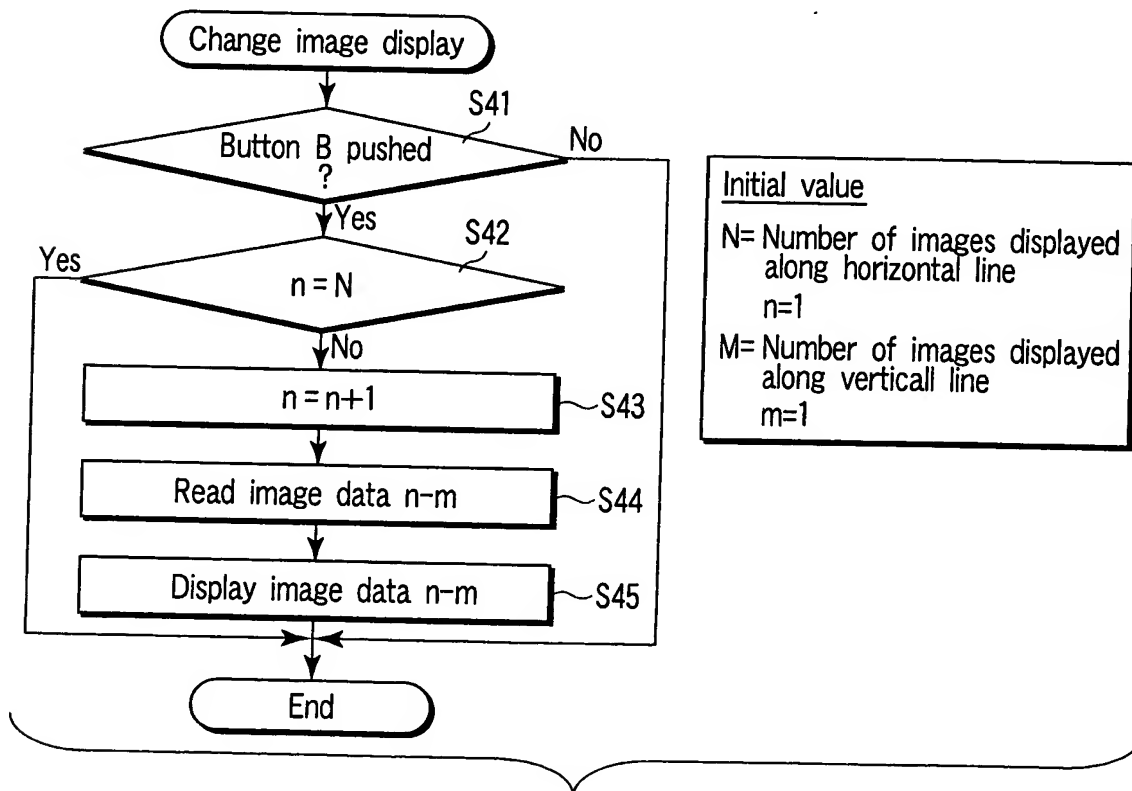 Change image display
S41
Button B pushed
?
No
Yes
S42
Yes
n=N
No
n=n+1
S43
Read image data n-m
S44
Display image data n-m
S45
End
Initial value
N= Number of images displayed
along horizontal line
n=1
M= Number of images displayed
along verticall line
m=1